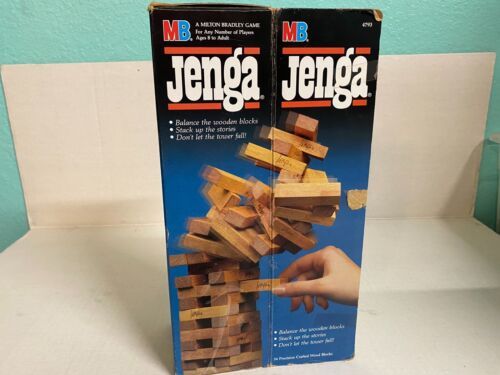 MB
A MILTON BRADLEY GAME
For Any Number of Players
Ages 8 to Adult
Jenga®
• Balance the wooden blocks
• Stack up the stories
• Don't let the tower fall!
MB
4793
Jenga®
Jenga
Jenga
Jenga
• Balance the wooden blocks
• Stack up the stories
• Don't let the tower fall!
54 Precision Crafted Wood Blocks